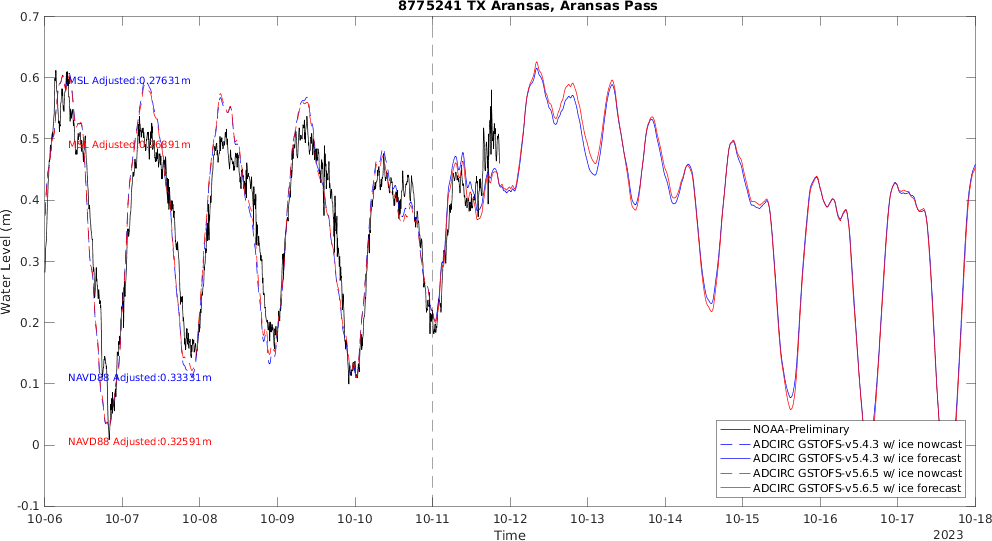 8775241 TX Aransas, Aransas Pass
Water Level (m)
0.7
0.6
0.5
0.4
0.3
0.2
0.1
0
-0.1
MSL Adjusted:0.27631m
MSL Adjusted:0.26891m
NAVD88 Adjusted:0.33331m
NAVD88 Adjusted:0.32591m
NOAA-Preliminary
ADCIRC GSTOFS-v5.4.3 w/ ice nowcast
ADCIRC GSTOFS-v5.4.3 w/ ice forecast
ADCIRC GSTOFS-v5.6.5 w/ ice nowcast
ADCIRC GSTOFS-v5.6.5 w/ ice forecast
10-06 10-07 10-08 10-09 10-10 10-11 10-12 10-13 10-14 10-15 10-16 10-17 10-18
Time
2023